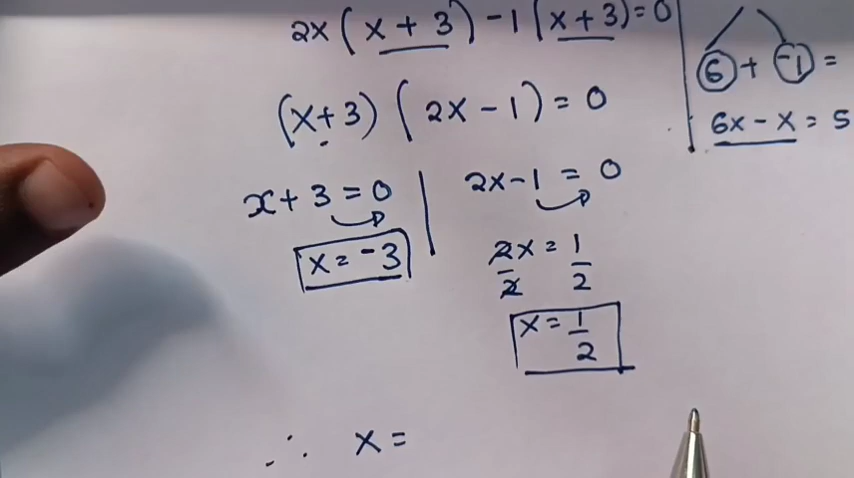 2x(x + 3) -1(x+3)=0
(x+3) (2x-1)=0
x+3=0
x=-3
2x-1=0
2x/2=1/2
x=1/2
∴ x=
6 + -1 =
6x-x=5